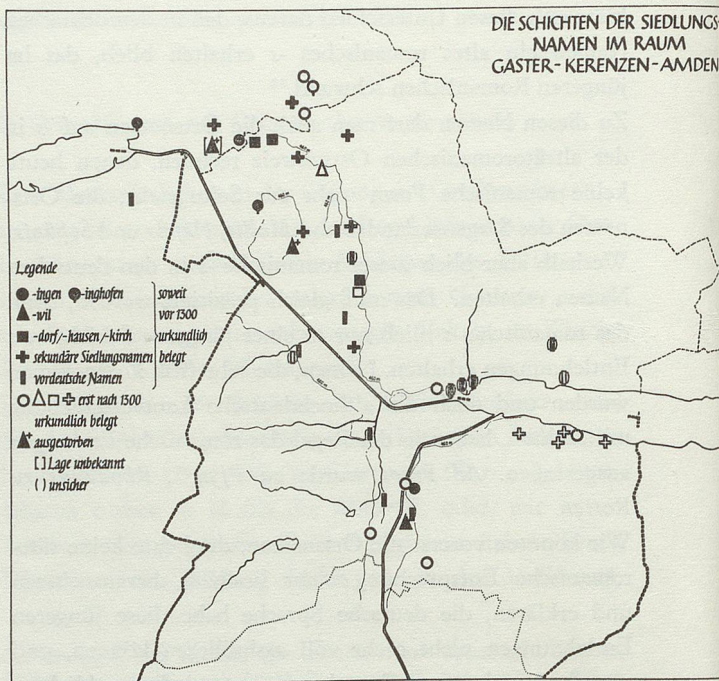 DIE SCHICHTEN DER SIEDLUNGS-
NAMEN IM RAUM
GASTER-KERENZEN-AMDEN
Legende
-ingen -inghofen
-wil
-dorf/-hausen/-kirch
sekundäre Siedlungsnamen
vordeutsche Namen
soweit
vor 1300
urkundlich
belegt
erst nach 1300
urkundlich belegt
ausgestorben
[ ] Lage unbekannt
( ) unsicher